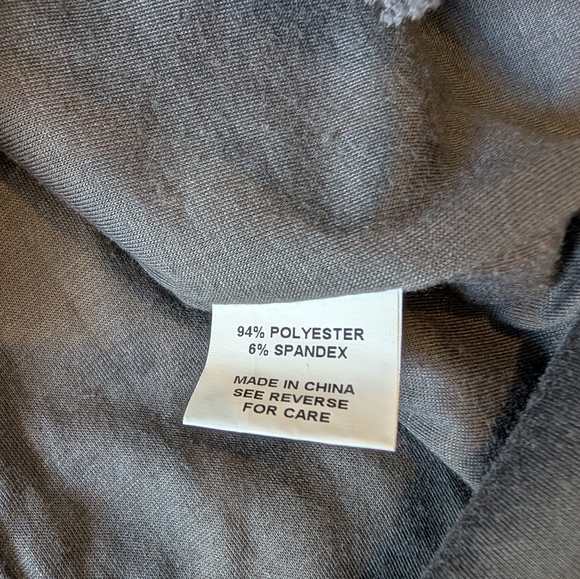 94% POLYESTER
6% SPANDEX
MADE IN CHINA
SEE REVERSE
FOR CARE